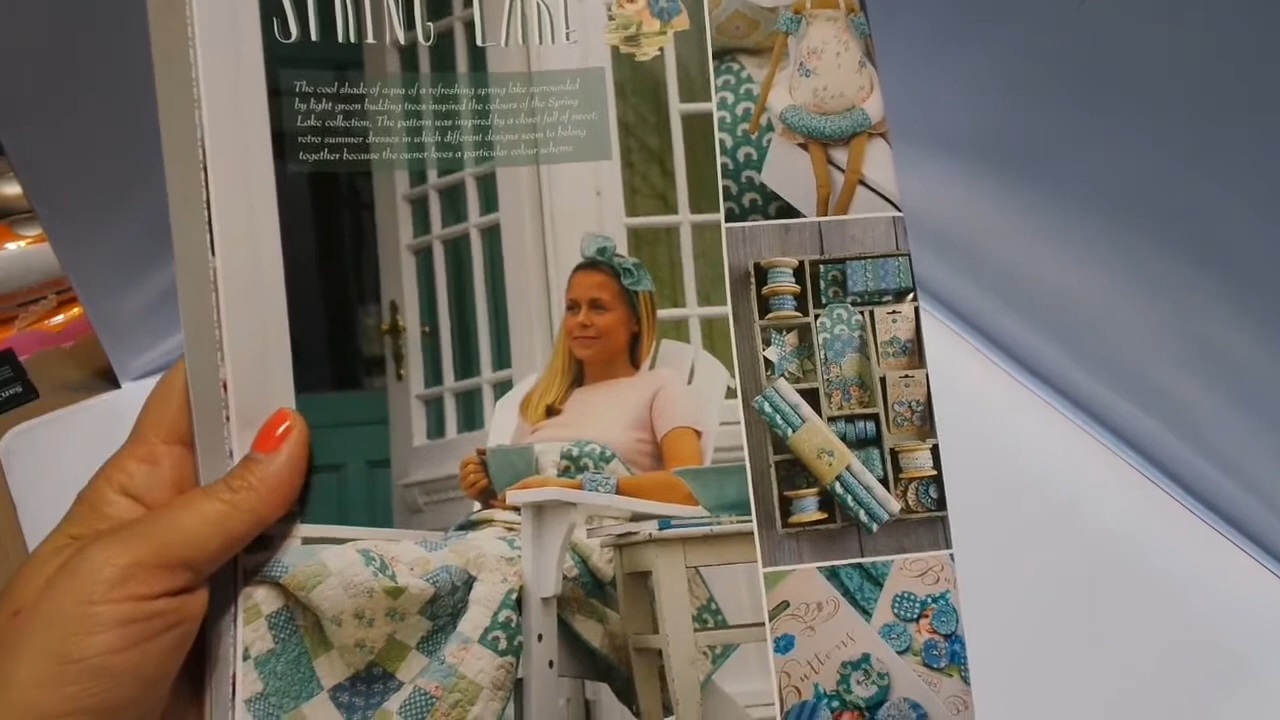 SPRING LAKE
The cool shade of aqua of a refreshing spring lake surrounded
by light green budding trees inspired the colours of the Spring
Lake collection. The pattern was inspired by a closet full of sweet,
retro summer dresses in which different designs seem to belong
together because the owner loves a particular colour scheme.
Buttons